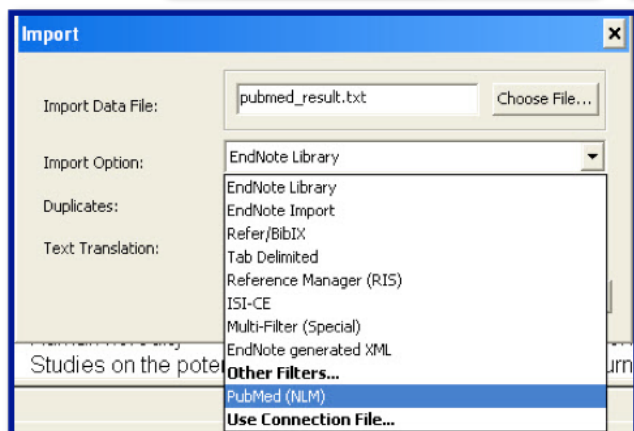 Import
Import Data File:
pubmed_result.txt
Choose File...
Import Option:
EndNote Library
Duplicates:
Text Translation:
EndNote Library
EndNote Import
Refer/BibIX
Tab Delimited
Reference Manager (RIS)
ISI-CE
Multi-Filter (Special)
EndNote generated XML
Other Filters...
PubMed (NLM)
Use Connection File...
Studies on the